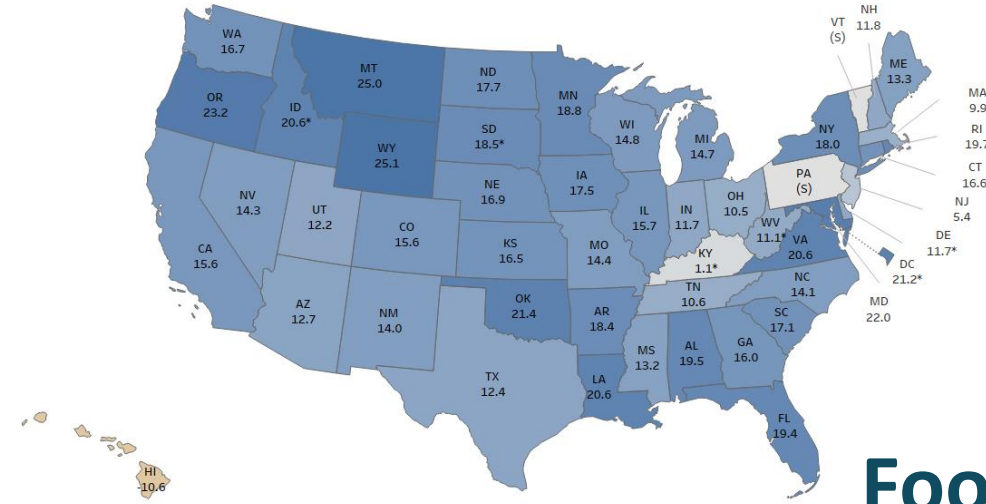 NH
11.8
VT
(S)
WA
16.7
MT
25.0
ND
17.7
MN
18.8
ME
13.3
OR
23.2
ID
20.6*
MA
9.9
WI
14.8
SD
18.5*
RI
19.7
MI
14.7
NY
18.0
WY
25.1
CT
16.6
PA
(S)
IA
17.5
NE
16.9
NJ
5.4
NV
14.3
OH
10.5
UT
12.2
IL
15.7
IN
11.7
WV
11.1*
DE
11.7*
CO
15.6
VA
20.6
CA
15.6
KS
16.5
MO
14.4
KY
1.1*
DC
21.2*
NC
14.1
TN
10.6
MD
22.0
AZ
12.7
NM
14.0
OK
21.4
AR
18.4
SC
17.1
MS
13.2
AL
19.5
GA
16.0
TX
12.4
LA
20.6
FL
19.4
HI
-10.6
Foo